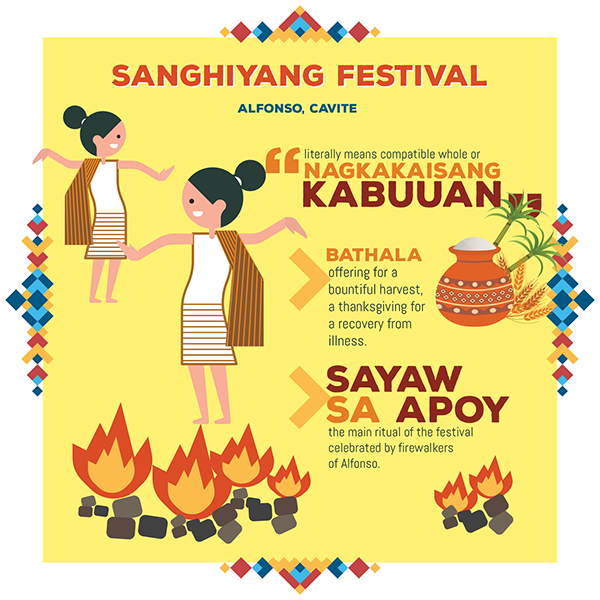 SANGHIYANG FESTIVAL
ALFONSO, CAVITE
“ literally means compatible whole or
NAGKAKAISANG
KABUUAN ”
BATHALA
offering for a
bountiful harvest,
a thanksgiving for
a recovery from
illness.
SAYAW
SA APOY
the main ritual of the festival
celebrated by firewalkers
of Alfonso.